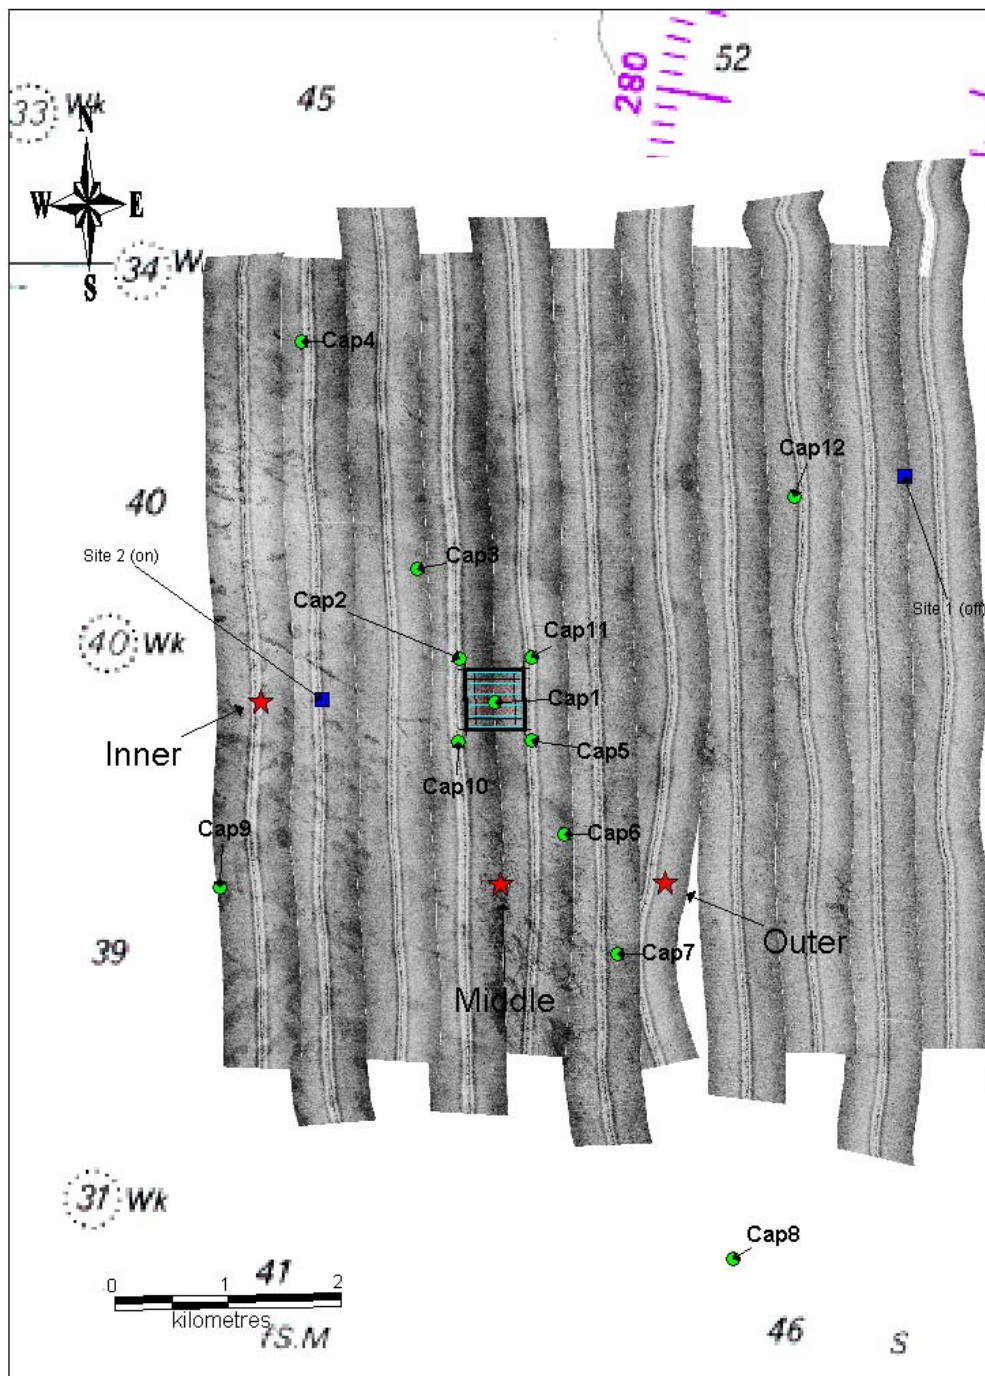 52
280
45
33 Wk
N
W E
34 W
S
Cap4
Cap12
40
Site 2 (on)
Cap3
Cap2
Site 1 (off)
40 Wk
Cap11
Cap1
Inner
Cap5
Cap10
Cap9
Cap6
39
Outer
Cap7
Middle
31 Wk
Cap8
41
0 1 2
kilometres
fS.M
46 S